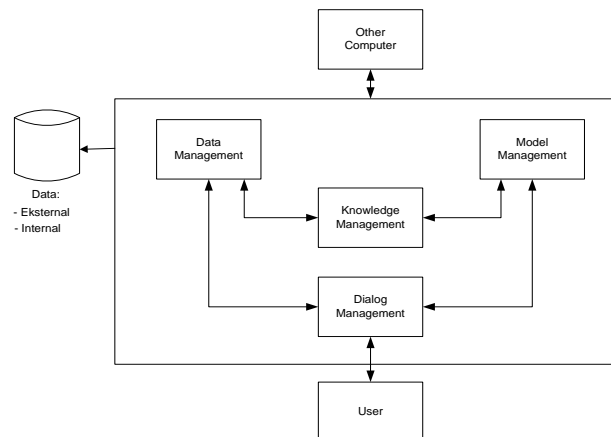 Other
Computer
Data
Management
Model
Management
Data:
- Eksternal
- Internal
Knowledge
Management
Dialog
Management
User